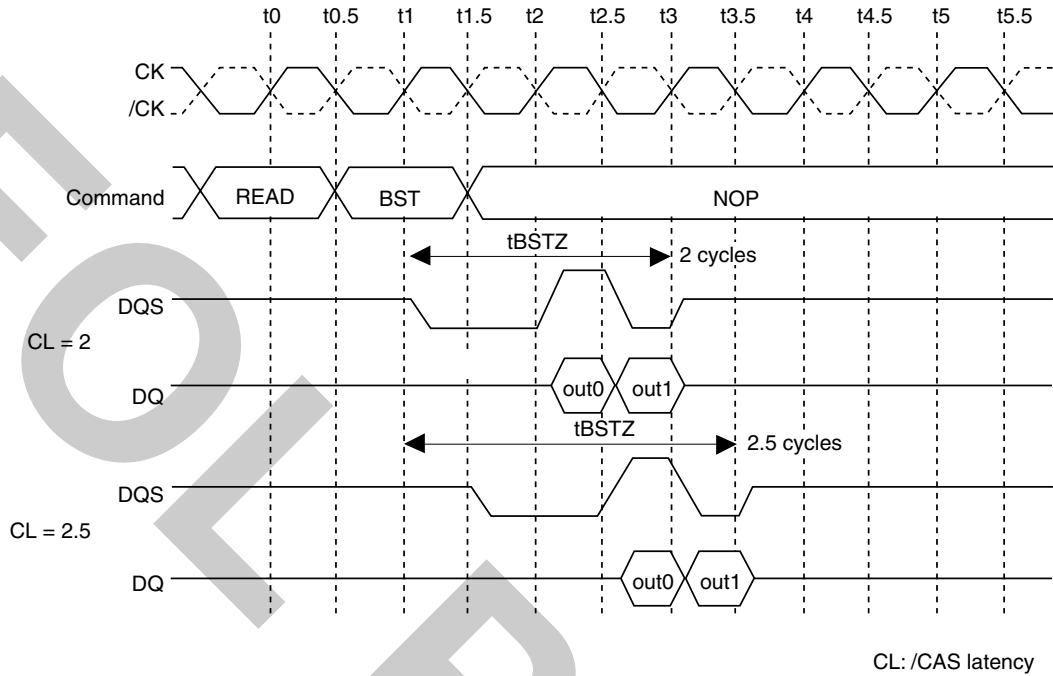 t0 t0.5 t1 t1.5 t2 t2.5 t3 t3.5 t4 t4.5 t5 t5.5
CK
/CK
Command READ BST NOP
tBSTZ 2 cycles
DQS
CL = 2
DQ out0 out1
tBSTZ 2.5 cycles
DQS
CL = 2.5
DQ out0 out1
CL: /CAS latency